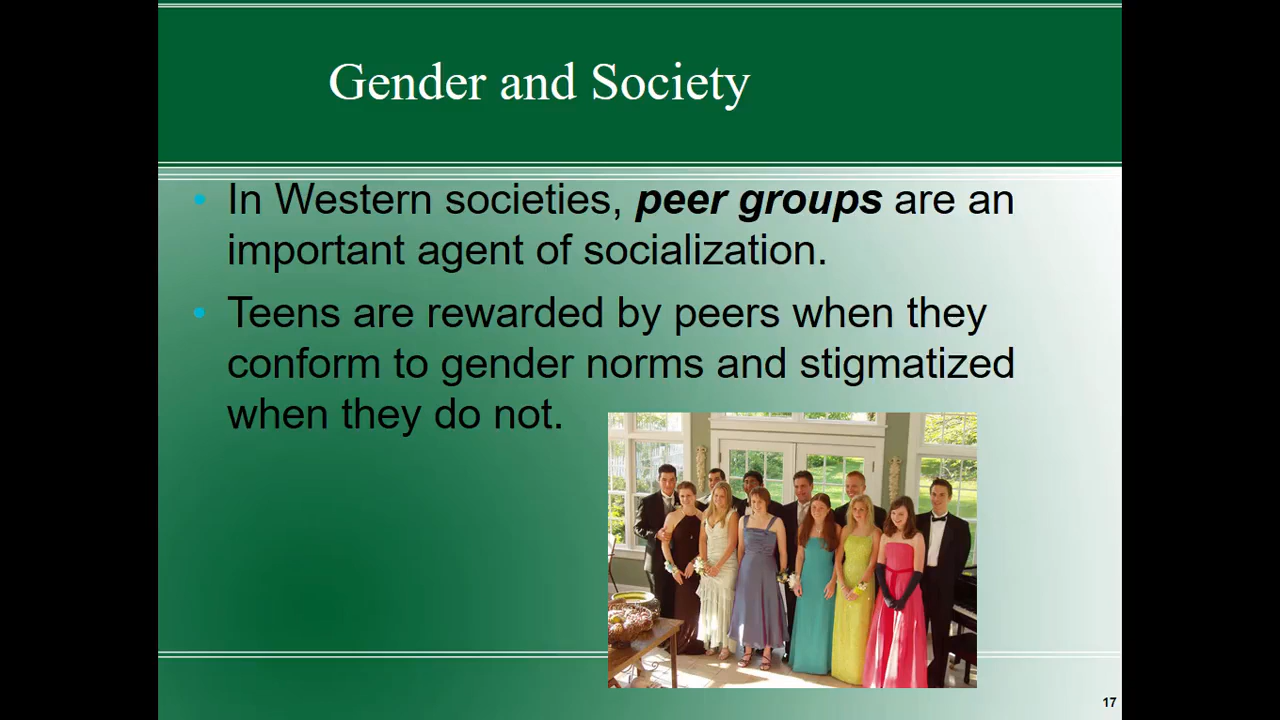 Gender and Society
• In Western societies, peer groups are an
important agent of socialization.
• Teens are rewarded by peers when they
conform to gender norms and stigmatized
when they do not.
17